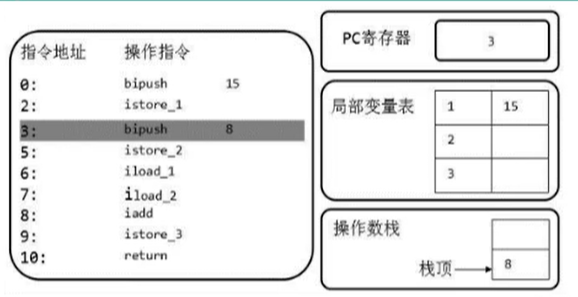 指令地址 操作指令
0: bipush 15
2: istore_1
3: bipush 8
5: istore_2
6: iload_1
7: iload_2
8: iadd
9: istore_3
10: return
PC寄存器 3
局部变量表 1 15
2
3
操作数栈
栈顶 8